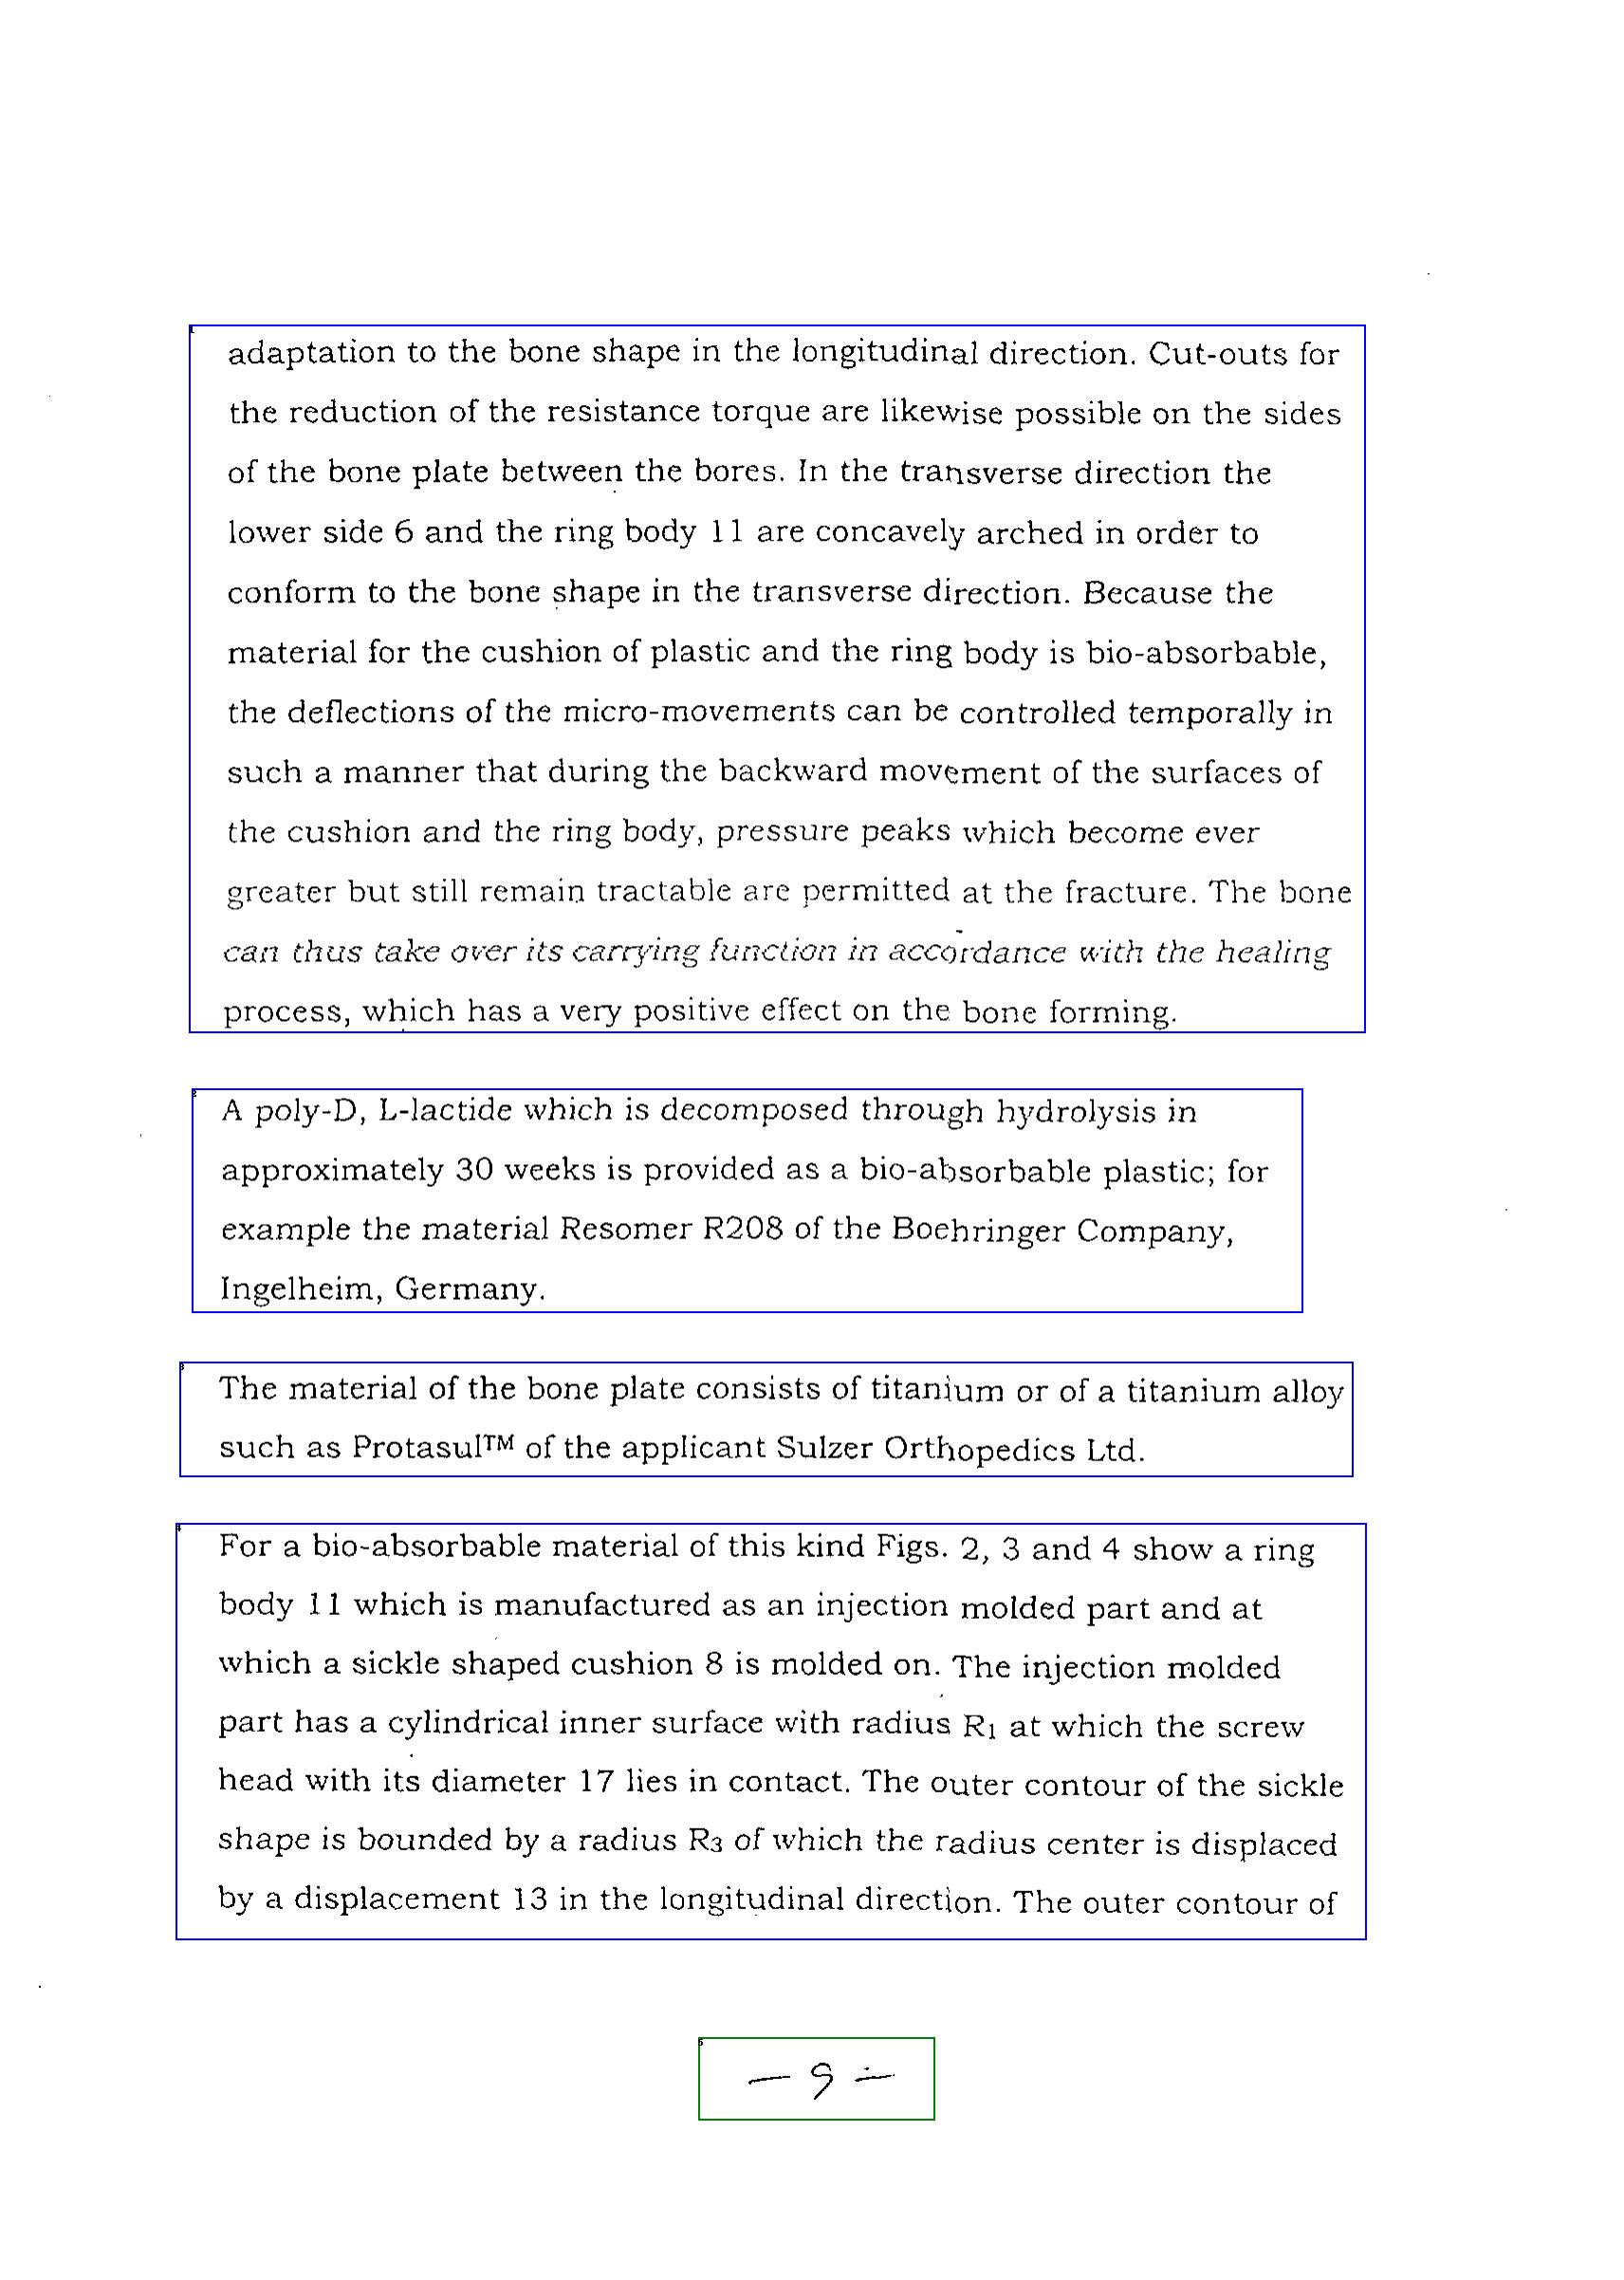 adaptation to the bone shape in the longitudinal direction. Cut-outs for
the reduction of the resistance torque are likewise possible on the sides
of the bone plate between the bores. In the transverse direction the
lower side 6 and the ring body 11 are concavely arched in order to
conform to the bone shape in the transverse direction. Because the
material for the cushion of plastic and the ring body is bio-absorbable,
the deflections of the micro-movements can be controlled temporally in
such a manner that during the backward movement of the surfaces of
the cushion and the ring body, pressure peaks which become ever
greater but still remain tractable are permitted at the fracture. The bone
can thus take over its carrying function in accordance with the healing
process, which has a very positive effect on the bone forming.
A poly-D, L-lactide which is decomposed through hydrolysis in
approximately 30 weeks is provided as a bio-absorbable plastic; for
example the material Resomer R208 of the Boehringer Company,
Ingelheim, Germany.
The material of the bone plate consists of titanium or of a titanium alloy
such as Protasul™ of the applicant Sulzer Orthopedics Ltd.
For a bio-absorbable material of this kind Figs. 2, 3 and 4 show a ring
body 11 which is manufactured as an injection molded part and at
which a sickle shaped cushion 8 is molded on. The injection molded
part has a cylindrical inner surface with radius R1 at which the screw
head with its diameter 17 lies in contact. The outer contour of the sickle
shape is bounded by a radius R3 of which the radius center is displaced
by a displacement 13 in the longitudinal direction. The outer contour of
— 9 —